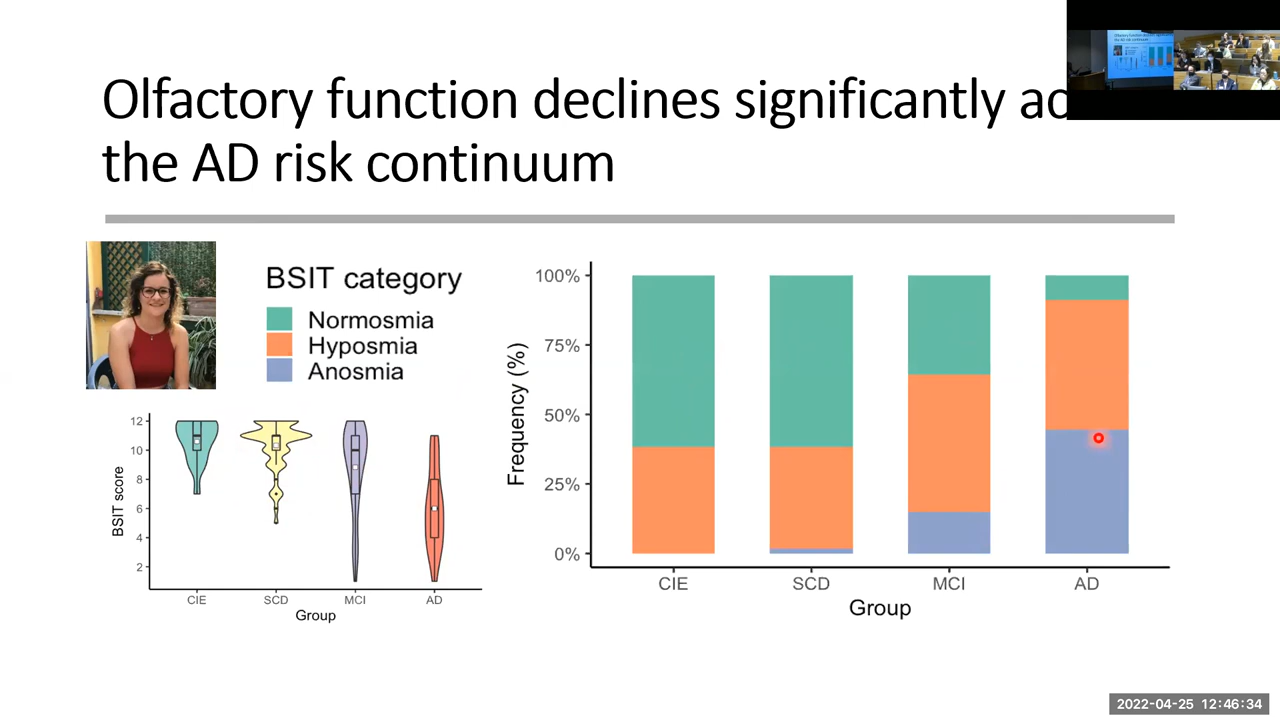 Olfactory function declines significantly
the AD risk continuum
BSIT category
Normosmia
Hyposmia
Anosmia
12
10
8
6
4
2
BSIT score
CIE
SCD
MCI
AD
Group
100%
75%
50%
25%
0%
Frequency (%)
CIE
SCD
MCI
AD
Group
2022-04-25 12:46:34